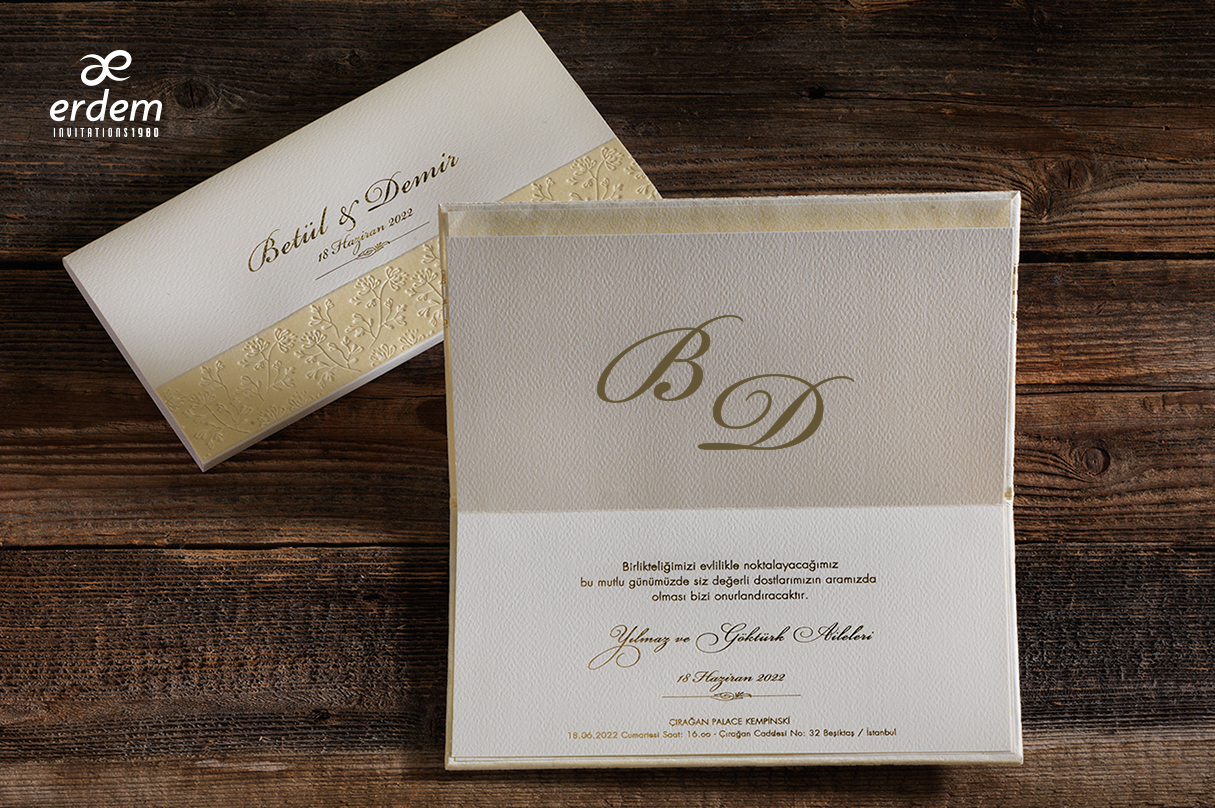 erdem
INVITATIONS1980
Betül & Demir
18 Haziran 2022
B
D
Birlikteliğimizi evlilikle noktalayacağımız
bu mutlu günümüzde siz değerli dostlarımızın aramızda
olması bizi onurlandıracaktır.
Yılmaz ve Göktürk Aileleri
18 Haziran 2022
ÇIRAĞAN PALACE KEMPİNSKİ
18.06.2022 Cumartesi Saat: 16.oo - Çırağan Caddesi No: 32 Beşiktaş / İstanbul